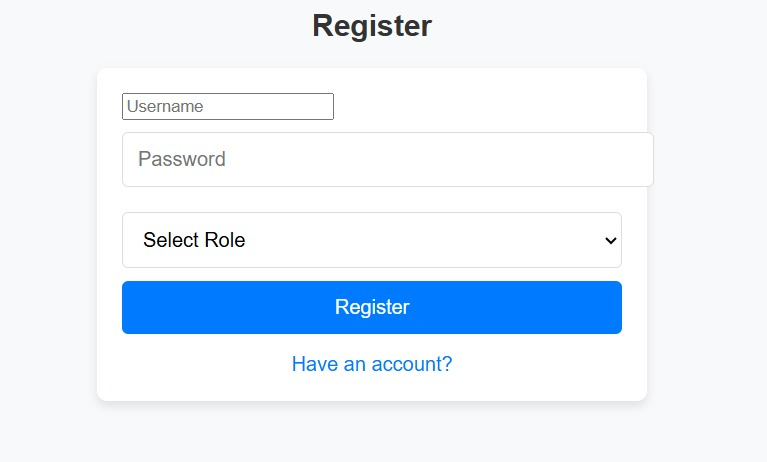 Register
Username
Password
Select Role
Register
Have an account?